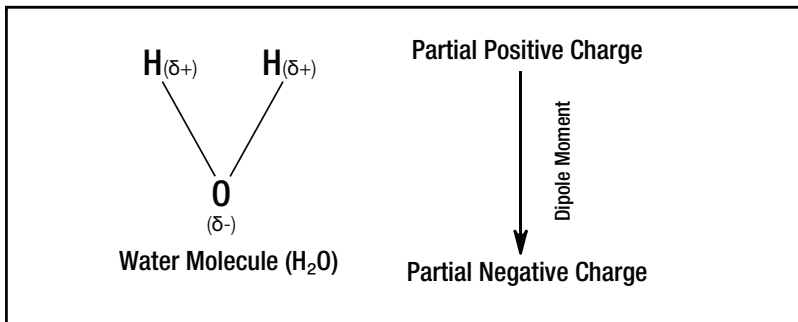 H(δ+) H(δ+)
O
(δ-)
Water Molecule (H₂O)
Partial Positive Charge
Dipole Moment
Partial Negative Charge